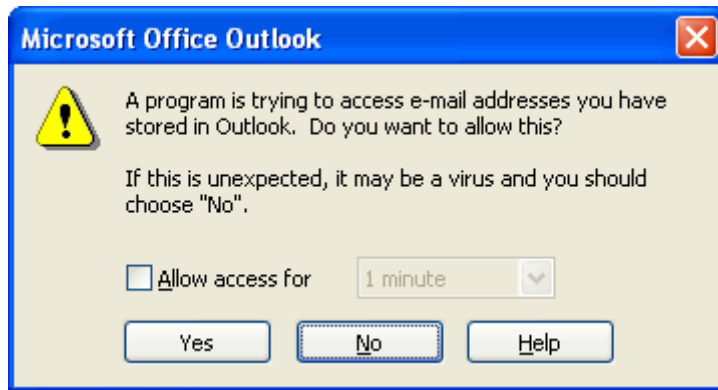 Microsoft Office Outlook
A program is trying to access e-mail addresses you have
stored in Outlook.  Do you want to allow this?
If this is unexpected, it may be a virus and you should
choose "No".
Allow access for
1 minute
Yes
No
Help